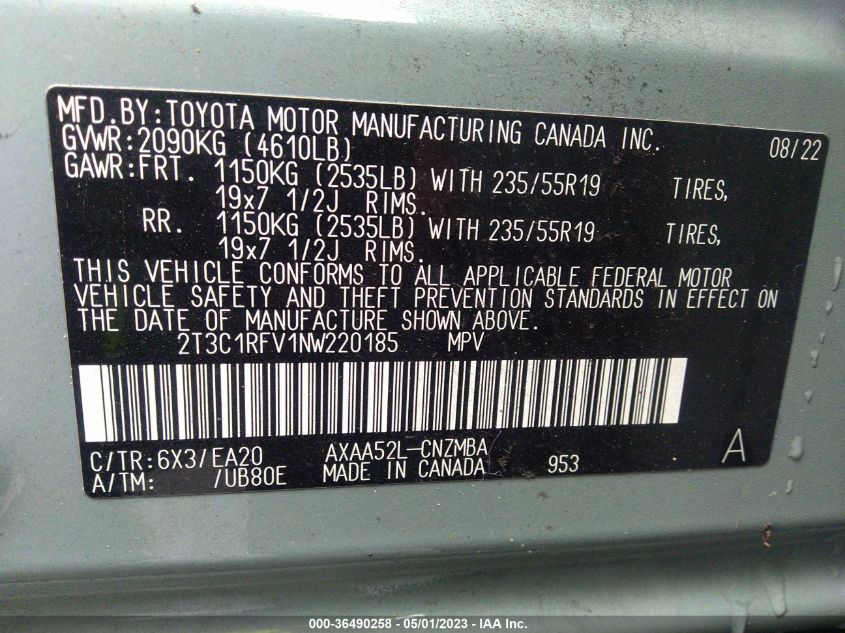 MFD.BY:TOYOTA MOTOR MANUFACTURING CANADA INC. 08/22
GVWR:2090KG (4610LB)
GAWR:FRT. 1150KG (2535LB) WITH 235/55R19 TIRES,
19x7 1/2J RIMS.
RR. 1150KG (2535LB) WITH 235/55R19 TIRES,
19x7 1/2J RIMS.
THIS VEHICLE CONFORMS TO ALL APPLICABLE FEDERAL MOTOR
VEHICLE SAFETY AND THEFT PREVENTION STANDARDS IN EFFECT ON
THE DATE OF MANUFACTURE SHOWN ABOVE.
2T3C1RFV1NW220185 MPV
C/TR:6X3/EA20 AXAA52L-CNZMBA A
A/TM: /UB80E MADE IN CANADA 953
000-36490258 - 05/01/2023 - IAA Inc.